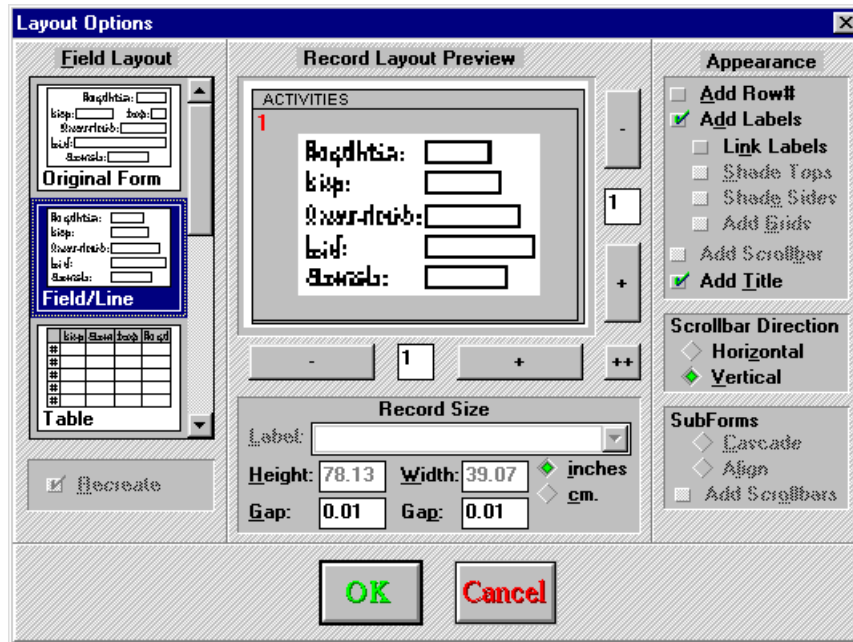 Layout Options
Field Layout
Original Form
Field/Line
#
#
#
#
#
Table
Recreate
Record Layout Preview
ACTIVITIES
1
-
1
+
-
1
+
++
Record Size
Label:
Height: 78.13 Width: 39.07
inches
cm.
Gap: 0.01 Gap: 0.01
Appearance
Add Row#
Add Labels
Link Labels
Shade Tops
Shade Sides
Add Grids
Add Scrollbar
Add Title
Scrollbar Direction
Horizontal
Vertical
SubForms
Cascade
Align
Add Scrollbars
OK
Cancel